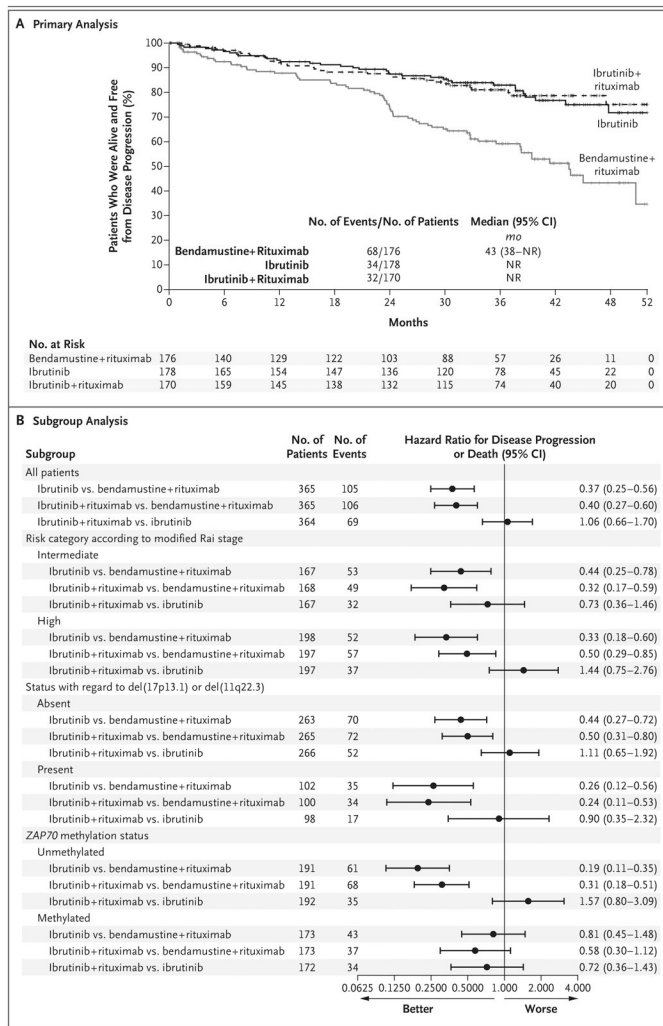 A Primary Analysis
Patients Who Were Alive and Free
from Disease Progression (%)
100
90
80
70
60
50
40
30
20
10
0
Ibrutinib+
rituximab
Ibrutinib
Bendamustine+
rituximab
No. of Events/No. of Patients Median (95% CI)
mo
Bendamustine+Rituximab 68/176 43 (38–NR)
Ibrutinib 34/178 NR
Ibrutinib+Rituximab 32/170 NR
0 6 12 18 24 30 36 42 48 52
Months
No. at Risk
Bendamustine+rituximab 176 140 129 122 103 88 57 26 11 0
Ibrutinib 178 165 154 147 136 120 78 45 22 0
Ibrutinib+rituximab 170 159 145 138 132 115 74 40 20 0
B Subgroup Analysis
Subgroup No. of Patients No. of Events Hazard Ratio for Disease Progression or Death (95% CI)
All patients
Ibrutinib vs. bendamustine+rituximab 365 105 0.37 (0.25–0.56)
Ibrutinib+rituximab vs. bendamustine+rituximab 365 106 0.40 (0.27–0.60)
Ibrutinib+rituximab vs. ibrutinib 364 69 1.06 (0.66–1.70)
Risk category according to modified Rai stage
Intermediate
Ibrutinib vs. bendamustine+rituximab 167 53 0.44 (0.25–0.78)
Ibrutinib+rituximab vs. bendamustine+rituximab 168 49 0.32 (0.17–0.59)
Ibrutinib+rituximab vs. ibrutinib 167 32 0.73 (0.36–1.46)
High
Ibrutinib vs. bendamustine+rituximab 198 52 0.33 (0.18–0.60)
Ibrutinib+rituximab vs. bendamustine+rituximab 197 57 0.50 (0.29–0.85)
Ibrutinib+rituximab vs. ibrutinib 197 37 1.44 (0.75–2.76)
Status with regard to del(17p13.1) or del(11q22.3)
Absent
Ibrutinib vs. bendamustine+rituximab 263 70 0.44 (0.27–0.72)
Ibrutinib+rituximab vs. bendamustine+rituximab 265 72 0.50 (0.31–0.80)
Ibrutinib+rituximab vs. ibrutinib 266 52 1.11 (0.65–1.92)
Present
Ibrutinib vs. bendamustine+rituximab 102 35 0.26 (0.12–0.56)
Ibrutinib+rituximab vs. bendamustine+rituximab 100 34 0.24 (0.11–0.53)
Ibrutinib+rituximab vs. ibrutinib 98 17 0.90 (0.35–2.32)
ZAP70 methylation status
Unmethylated
Ibrutinib vs. bendamustine+rituximab 191 61 0.19 (0.11–0.35)
Ibrutinib+rituximab vs. bendamustine+rituximab 191 68 0.31 (0.18–0.51)
Ibrutinib+rituximab vs. ibrutinib 192 35 1.57 (0.80–3.09)
Methylated
Ibrutinib vs. bendamustine+rituximab 173 43 0.81 (0.45–1.48)
Ibrutinib+rituximab vs. bendamustine+rituximab 173 37 0.58 (0.30–1.12)
Ibrutinib+rituximab vs. ibrutinib 172 34 0.72 (0.36–1.43)
0.0625 0.1250 0.2500 0.5000 1.000 2.000 4.000
Better Worse